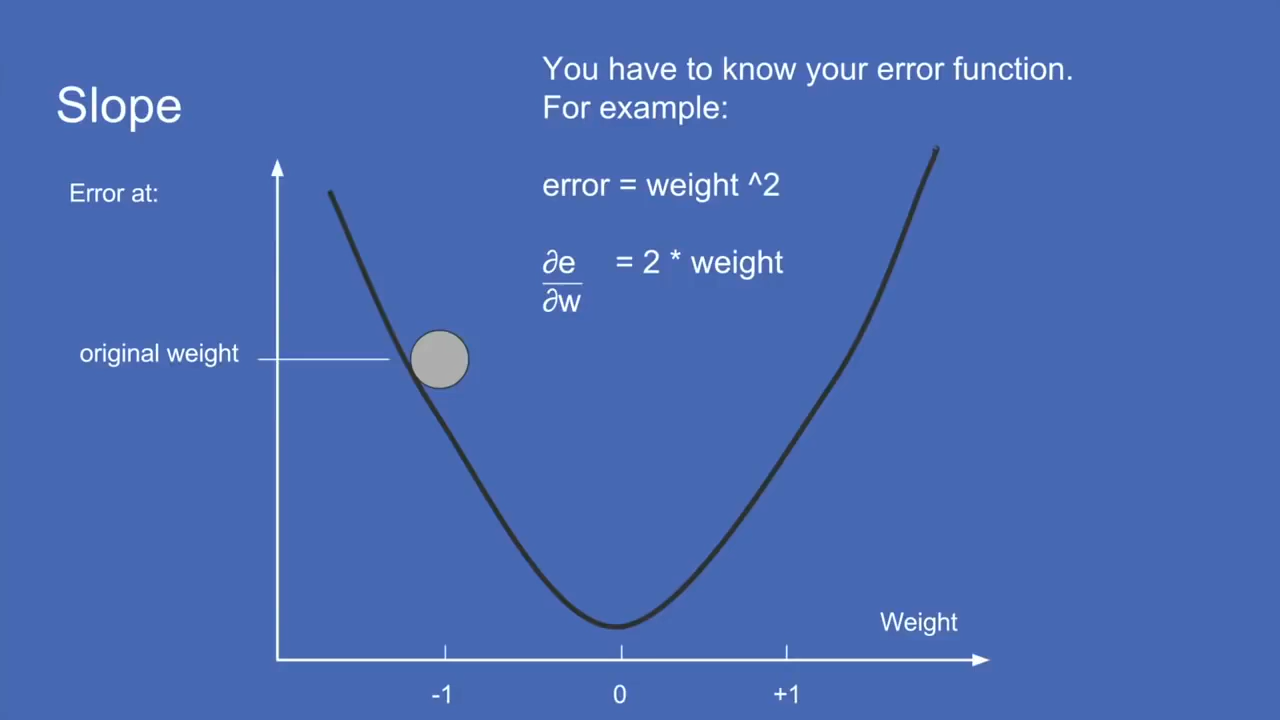 Slope
You have to know your error function.
For example:
error = weight ^2
∂e = 2 * weight
∂w
Error at:
original weight
Weight
-1 0 +1